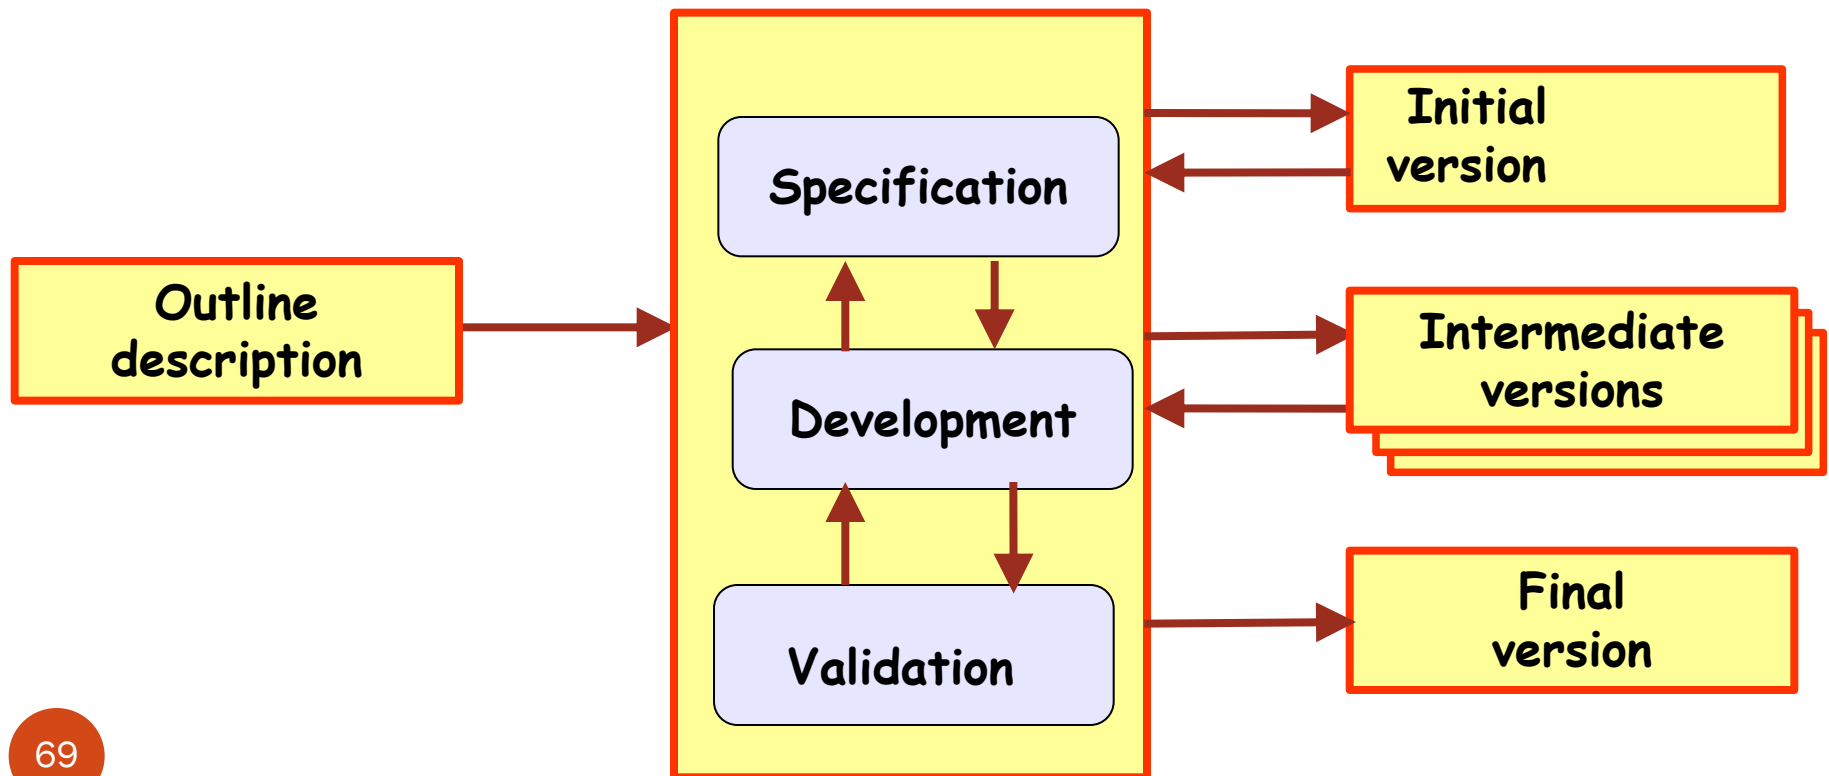 Outline
description
Specification
Development
Validation
Initial
version
Intermediate
versions
Final
version
69